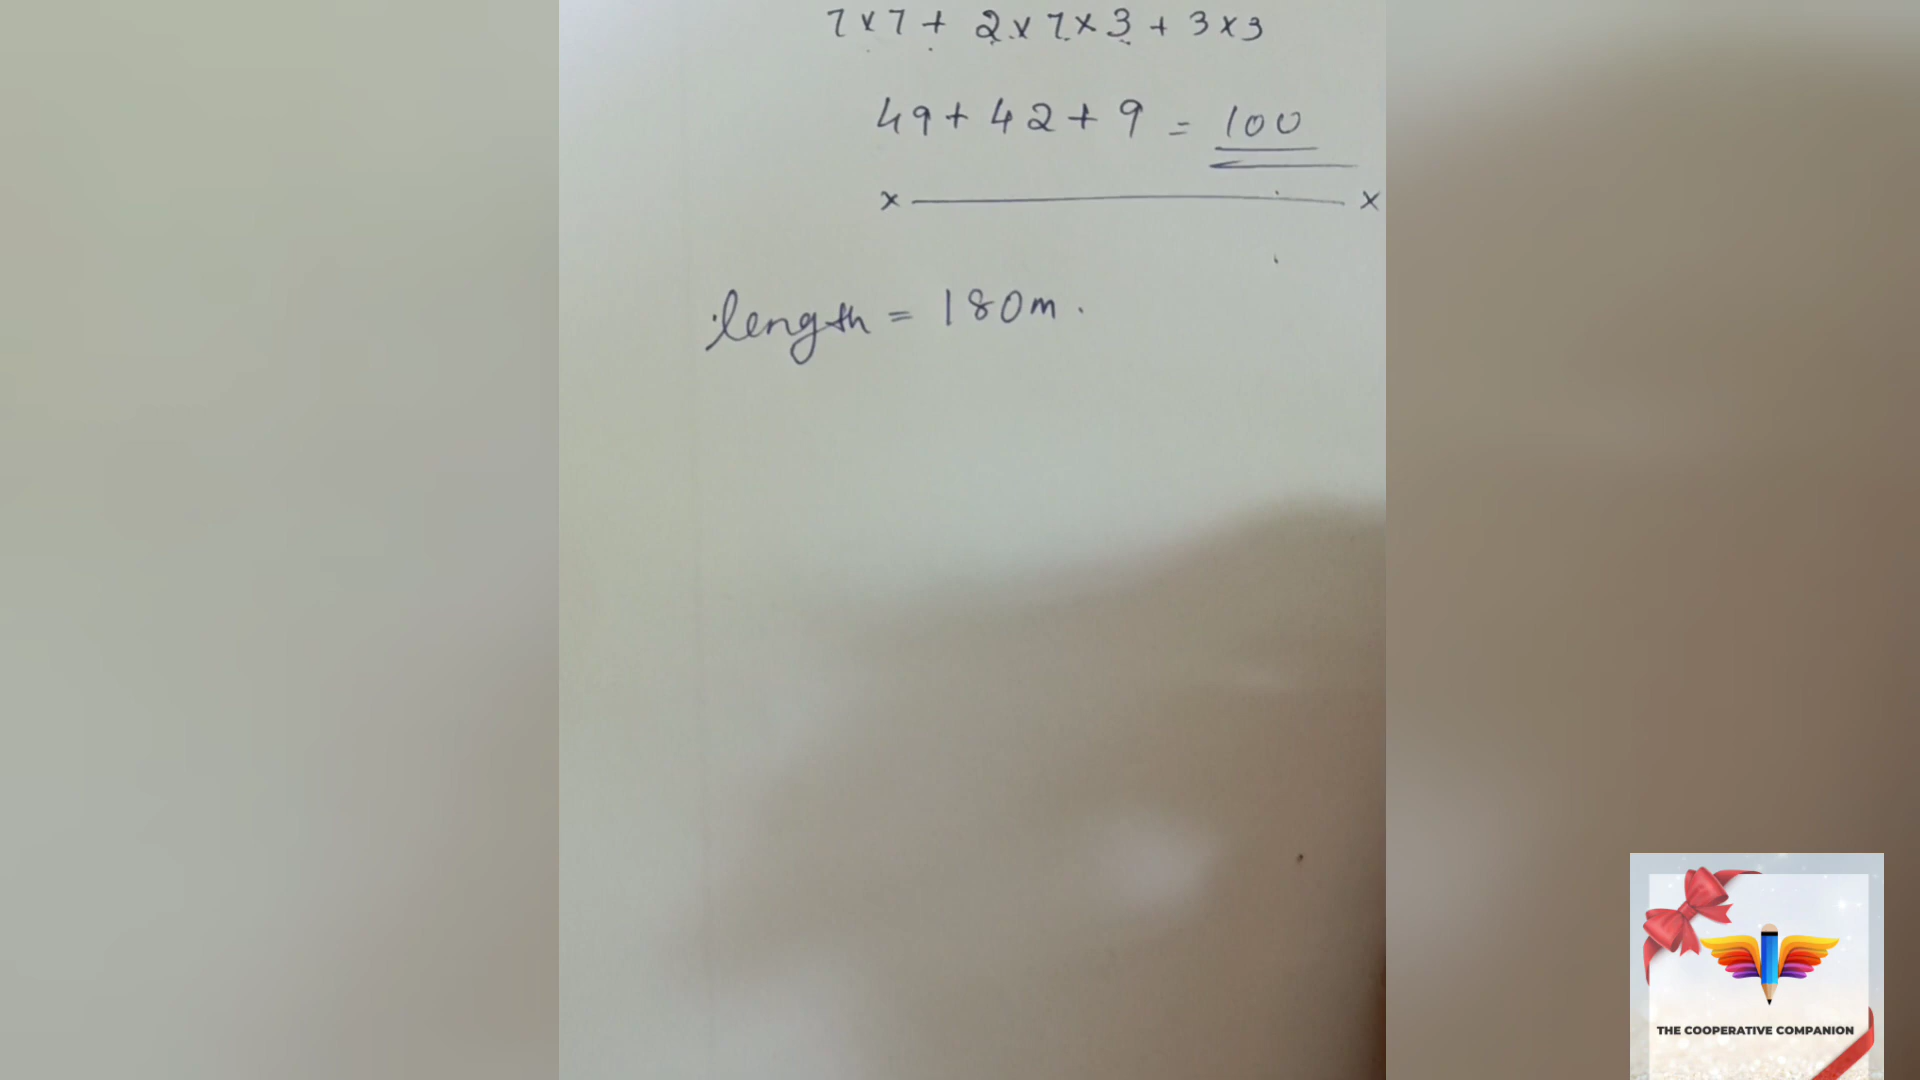 7 x 7 + 2 x 7 x 3 + 3 x 3
49 + 42 + 9 = 100
x x
length = 180m.
THE COOPERATIVE COMPANION